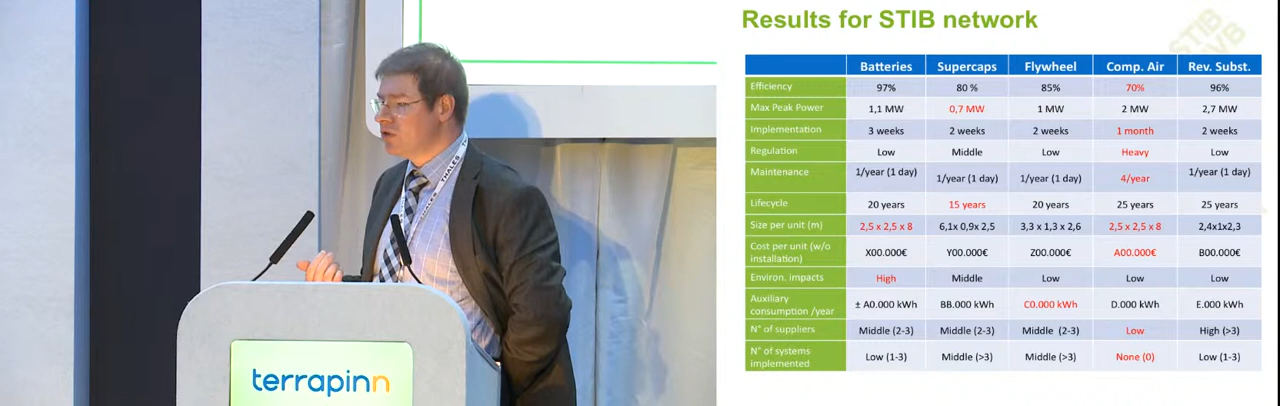 Results for STIB network
STIB
Batteries Supercaps Flywheel Comp. Air Rev. Subst.
Efficiency 97% 80 % 85% 70% 96%
Max Peak Power 1,1 MW 0,7 MW 1 MW 2 MW 2,7 MW
Implementation 3 weeks 2 weeks 2 weeks 1 month 2 weeks
Regulation Low Middle Low Heavy Low
Maintenance 1/year (1 day) 1/year (1 day) 1/year (1 day) 4/year 1/year (1 day)
Lifecycle 20 years 15 years 20 years 25 years 25 years
Size per unit (m) 2,5 x 2,5 x 8 6,1x 0,9x 2,5 3,3 x 1,3 x 2,6 2,5 x 2,5 x 8 2,4x1x2,3
Cost per unit (w/o
installation) X00.000€ Y00.000€ Z00.000€ A00.000€ B00.000€
Environ. impacts High Middle Low Low Low
Auxiliary
consumption /year ± A0.000 kWh BB.000 kWh C0.000 kWh D.000 kWh E.000 kWh
N° of suppliers Middle (2-3) Middle (2-3) Middle (2-3) Low High (>3)
N° of systems
implemented Low (1-3) Middle (>3) Middle (>3) None (0) Low (1-3)
THALES
terrapinn